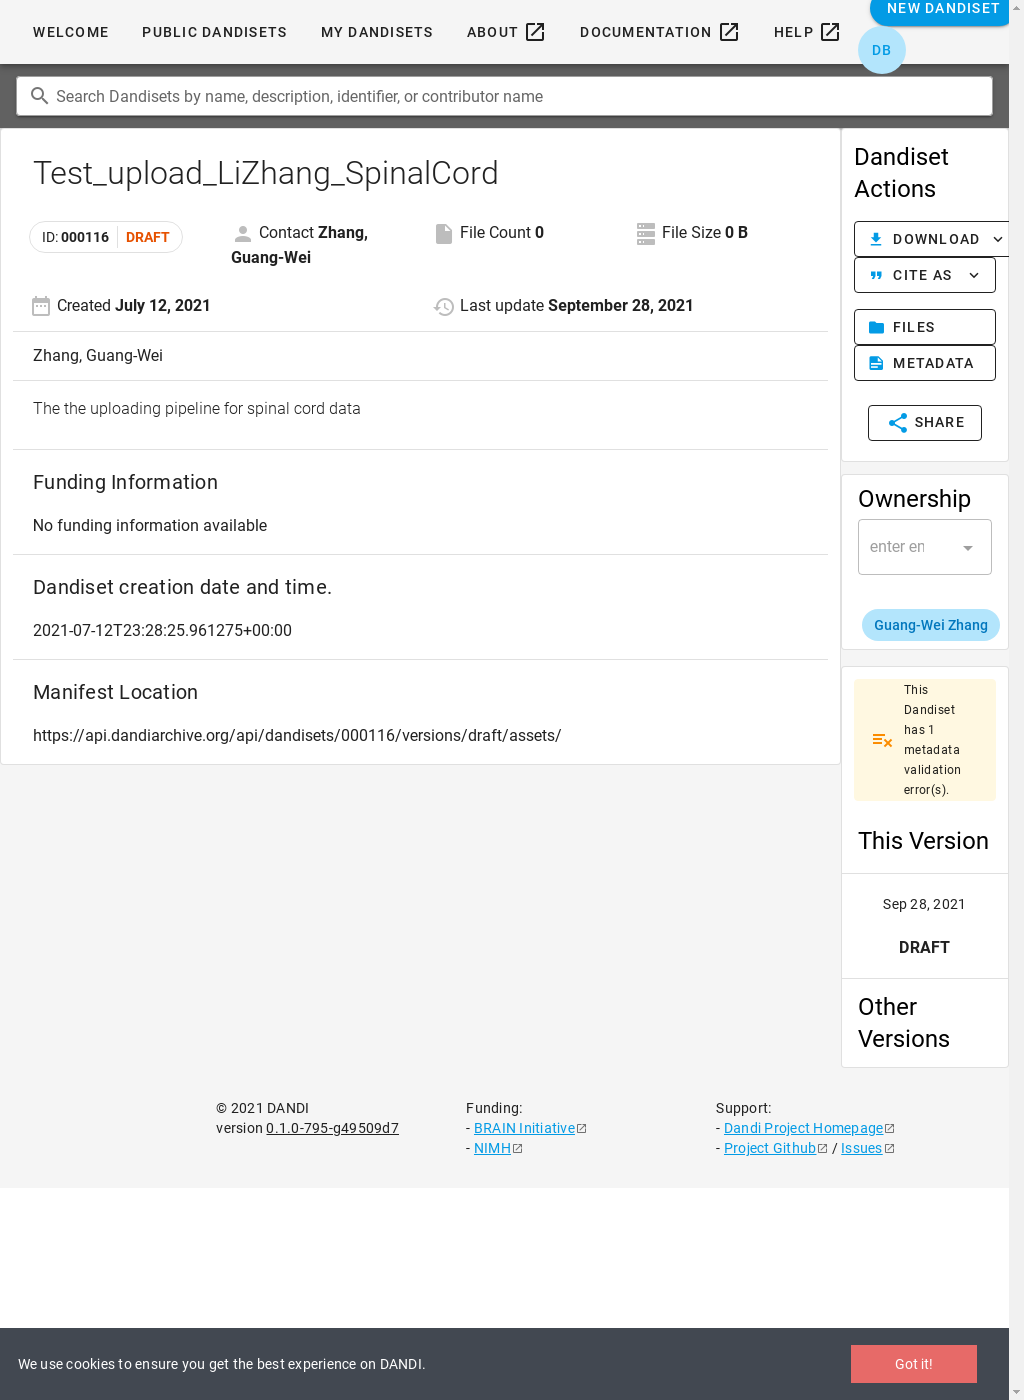 WELCOME PUBLIC DANDISETS MY DANDISETS ABOUT DOCUMENTATION HELP NEW DANDISET
DB
Search Dandisets by name, description, identifier, or contributor name
Test_upload_LiZhang_SpinalCord
ID: 000116 DRAFT
Contact Zhang,
Guang-Wei
File Count 0
File Size 0 B
Created July 12, 2021
Last update September 28, 2021
Zhang, Guang-Wei
The the uploading pipeline for spinal cord data
Funding Information
No funding information available
Dandiset creation date and time.
2021-07-12T23:28:25.961275+00:00
Manifest Location
https://api.dandiarchive.org/api/dandisets/000116/versions/draft/assets/
Dandiset
Actions
DOWNLOAD
CITE AS
FILES
METADATA
SHARE
Ownership
enter en
Guang-Wei Zhang
This
Dandiset
has 1
metadata
validation
error(s).
This Version
Sep 28, 2021
DRAFT
Other
Versions
© 2021 DANDI
version 0.1.0-795-g49509d7
Funding:
- BRAIN Initiative
- NIMH
Support:
- Dandi Project Homepage
- Project Github / Issues
We use cookies to ensure you get the best experience on DANDI.
Got it!